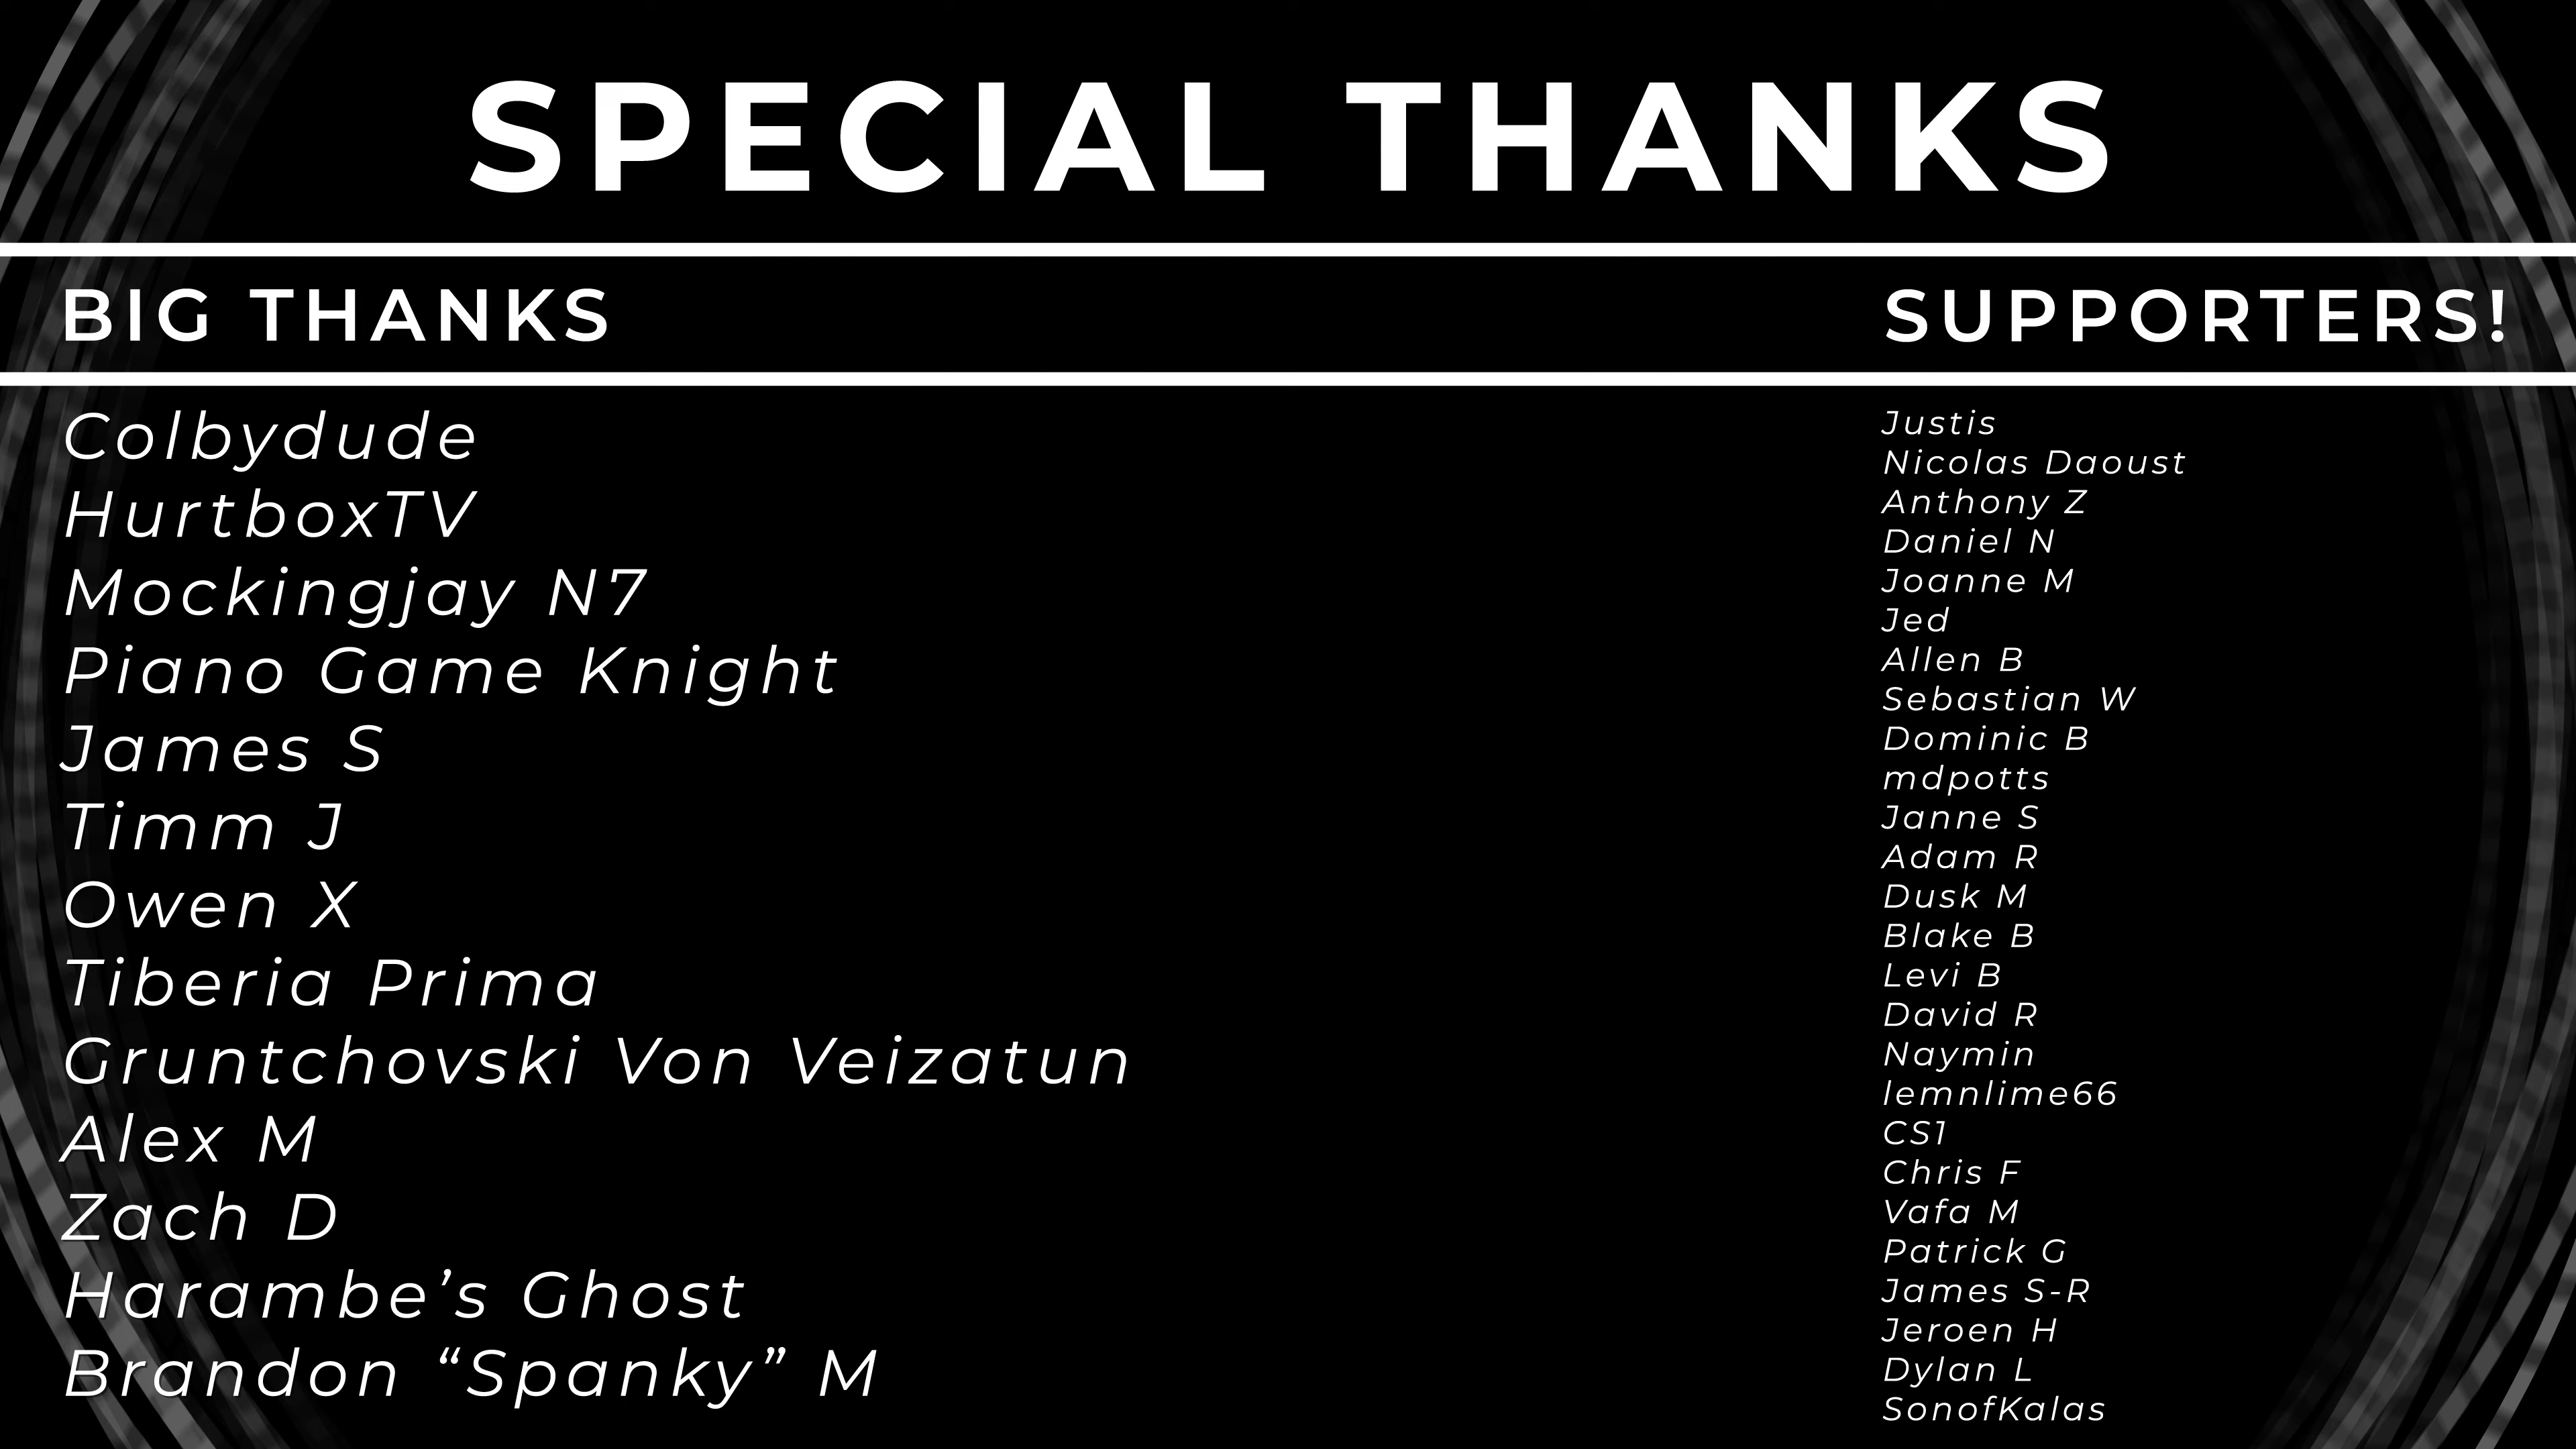 SPECIAL THANKS
BIG THANKS
Colbydude
HurtboxTV
Mockingjay N7
Piano Game Knight
James S
Timm J
Owen X
Tiberia Prima
Gruntchovski Von Veizatun
Alex M
Zach D
Harambe’s Ghost
Brandon “Spanky” M
SUPPORTERS!
Justis
Nicolas Daoust
Anthony Z
Daniel N
Joanne M
Jed
Allen B
Sebastian W
Dominic B
mdpotts
Janne S
Adam R
Dusk M
Blake B
Levi B
David R
Naymin
lemnlime66
CS1
Chris F
Vafa M
Patrick G
James S-R
Jeroen H
Dylan L
SonofKalas